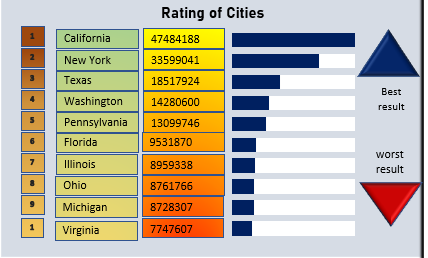 Rating of Cities
1 California 47484188
2 New York 33599041
3 Texas 18517924
4 Washington 14280600
5 Pennsylvania 13099746
6 Florida 9531870
7 Illinois 8959338
8 Ohio 8761766
9 Michigan 8728307
1 Virginia 7747607
Best
result
worst
result